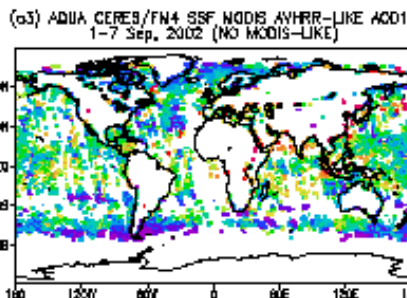 (a3) AQUA CERES/FM4 SSF MODIS AVHRR-LIKE AOD1
1-7 Sep, 2002 (NO MODIS-LIKE)
180 120W 60W 0 60E 120E